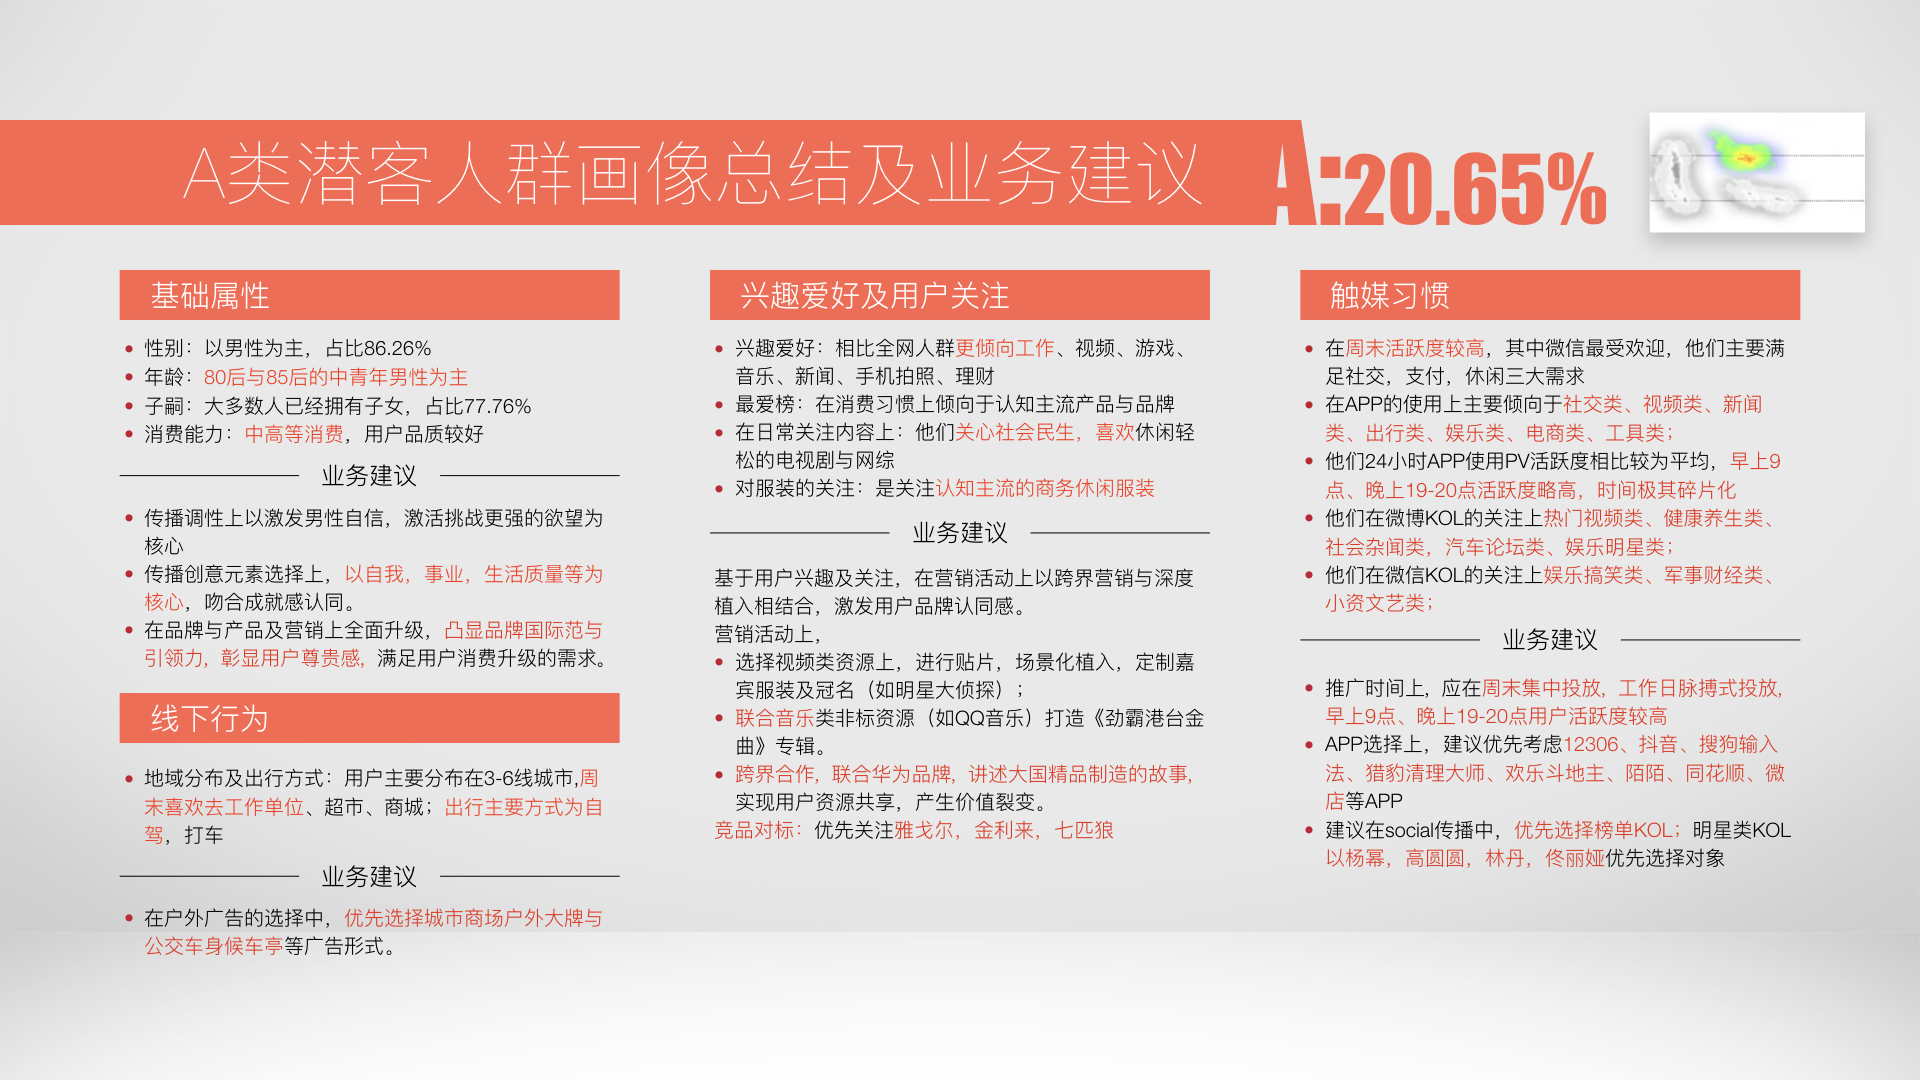 A类潜客人群画像总结及业务建议
A:20.65%
基础属性
性别：以男性为主，占比86.26%
年龄：80后与85后的中青年男性为主
子嗣：大多数人已经拥有子女，占比77.76%
消费能力：中高等消费，用户品质较好
业务建议
传播调性上以激发男性自信，激活挑战更强的欲望为
核心
传播创意元素选择上，以自我，事业，生活质量等为
核心，吻合成就感认同。
在品牌与产品及营销上全面升级，凸显品牌国际范与
引领力，彰显用户尊贵感，满足用户消费升级的需求。
线下行为
地域分布及出行方式：用户主要分布在3-6线城市,周
末喜欢去工作单位、超市、商城；出行主要方式为自
驾，打车
业务建议
在户外广告的选择中，优先选择城市商场户外大牌与
公交车身候车亭等广告形式。
兴趣爱好及用户关注
兴趣爱好：相比全网人群更倾向工作、视频、游戏、
音乐、新闻、手机拍照、理财
最爱榜：在消费习惯上倾向于认知主流产品与品牌
在日常关注内容上：他们关心社会民生，喜欢休闲轻
松的电视剧与网综
对服装的关注：是关注认知主流的商务休闲服装
业务建议
基于用户兴趣及关注，在营销活动上以跨界营销与深度
植入相结合，激发用户品牌认同感。
营销活动上，
选择视频类资源上，进行贴片，场景化植入，定制嘉
宾服装及冠名（如明星大侦探）；
联合音乐类非标资源（如QQ音乐）打造《劲霸港台金
曲》专辑。
跨界合作，联合华为品牌，讲述大国精品制造的故事，
实现用户资源共享，产生价值裂变。
竞品对标：优先关注雅戈尔，金利来，七匹狼
触媒习惯
在周末活跃度较高，其中微信最受欢迎，他们主要满
足社交，支付，休闲三大需求
在APP的使用上主要倾向于社交类、视频类、新闻
类、出行类、娱乐类、电商类、工具类；
他们24小时APP使用PV活跃度相比较为平均，早上9
点、晚上19-20点活跃度略高，时间极其碎片化
他们在微博KOL的关注上热门视频类、健康养生类、
社会杂闻类，汽车论坛类、娱乐明星类；
他们在微信KOL的关注上娱乐搞笑类、军事财经类、
小资文艺类；
业务建议
推广时间上，应在周末集中投放，工作日脉搏式投放，
早上9点、晚上19-20点用户活跃度较高
APP选择上，建议优先考虑12306、抖音、搜狗输入
法、猎豹清理大师、欢乐斗地主、陌陌、同花顺、微
店等APP
建议在social传播中，优先选择榜单KOL；明星类KOL
以杨幂，高圆圆，林丹，佟丽娅优先选择对象